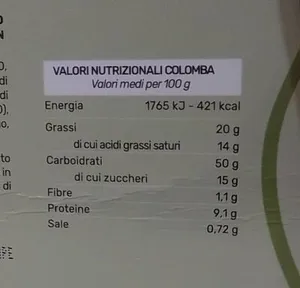 VALORI NUTRIZIONALI COLOMBA
Valori medi per 100 g
Energia 1765 kJ - 421 kcal
Grassi 20 g
di cui acidi grassi saturi 14 g
Carboidrati 50 g
di cui zuccheri 15 g
Fibre 1,1 g
Proteine 9,1 g
Sale 0,72 g